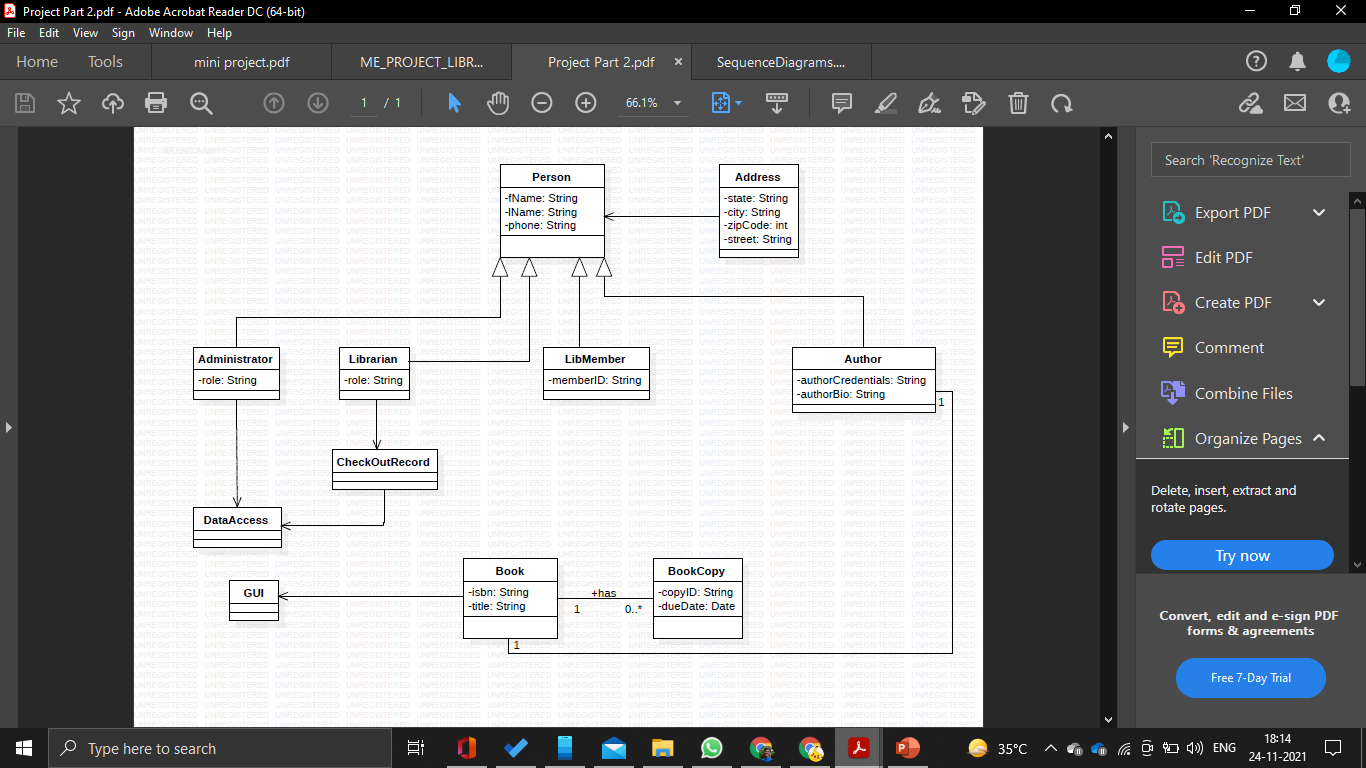 Project Part 2.pdf - Adobe Acrobat Reader DC (64-bit)
File Edit View Sign Window Help
Home Tools mini project.pdf ME_PROJECT_LIBR... Project Part 2.pdf × SequenceDiagrams....
1 / 1 66.1%
Person
-fName: String
-lName: String
-phone: String
Address
-state: String
-city: String
-zipCode: int
-street: String
Administrator
-role: String
Librarian
-role: String
LibMember
-memberID: String
Author
-authorCredentials: String
-authorBio: String
1
CheckOutRecord
DataAccess
GUI
Book
-isbn: String
-title: String
+has
1 0..*
BookCopy
-copyID: String
-dueDate: Date
1
UNREGISTERED
Search 'Recognize Text'
Export PDF
Edit PDF
Create PDF
Comment
Combine Files
Organize Pages
Delete, insert, extract and
rotate pages.
Try now
Convert, edit and e-sign PDF
forms & agreements
Free 7-Day Trial
Type here to search
35°C
ENG
18:14
24-11-2021